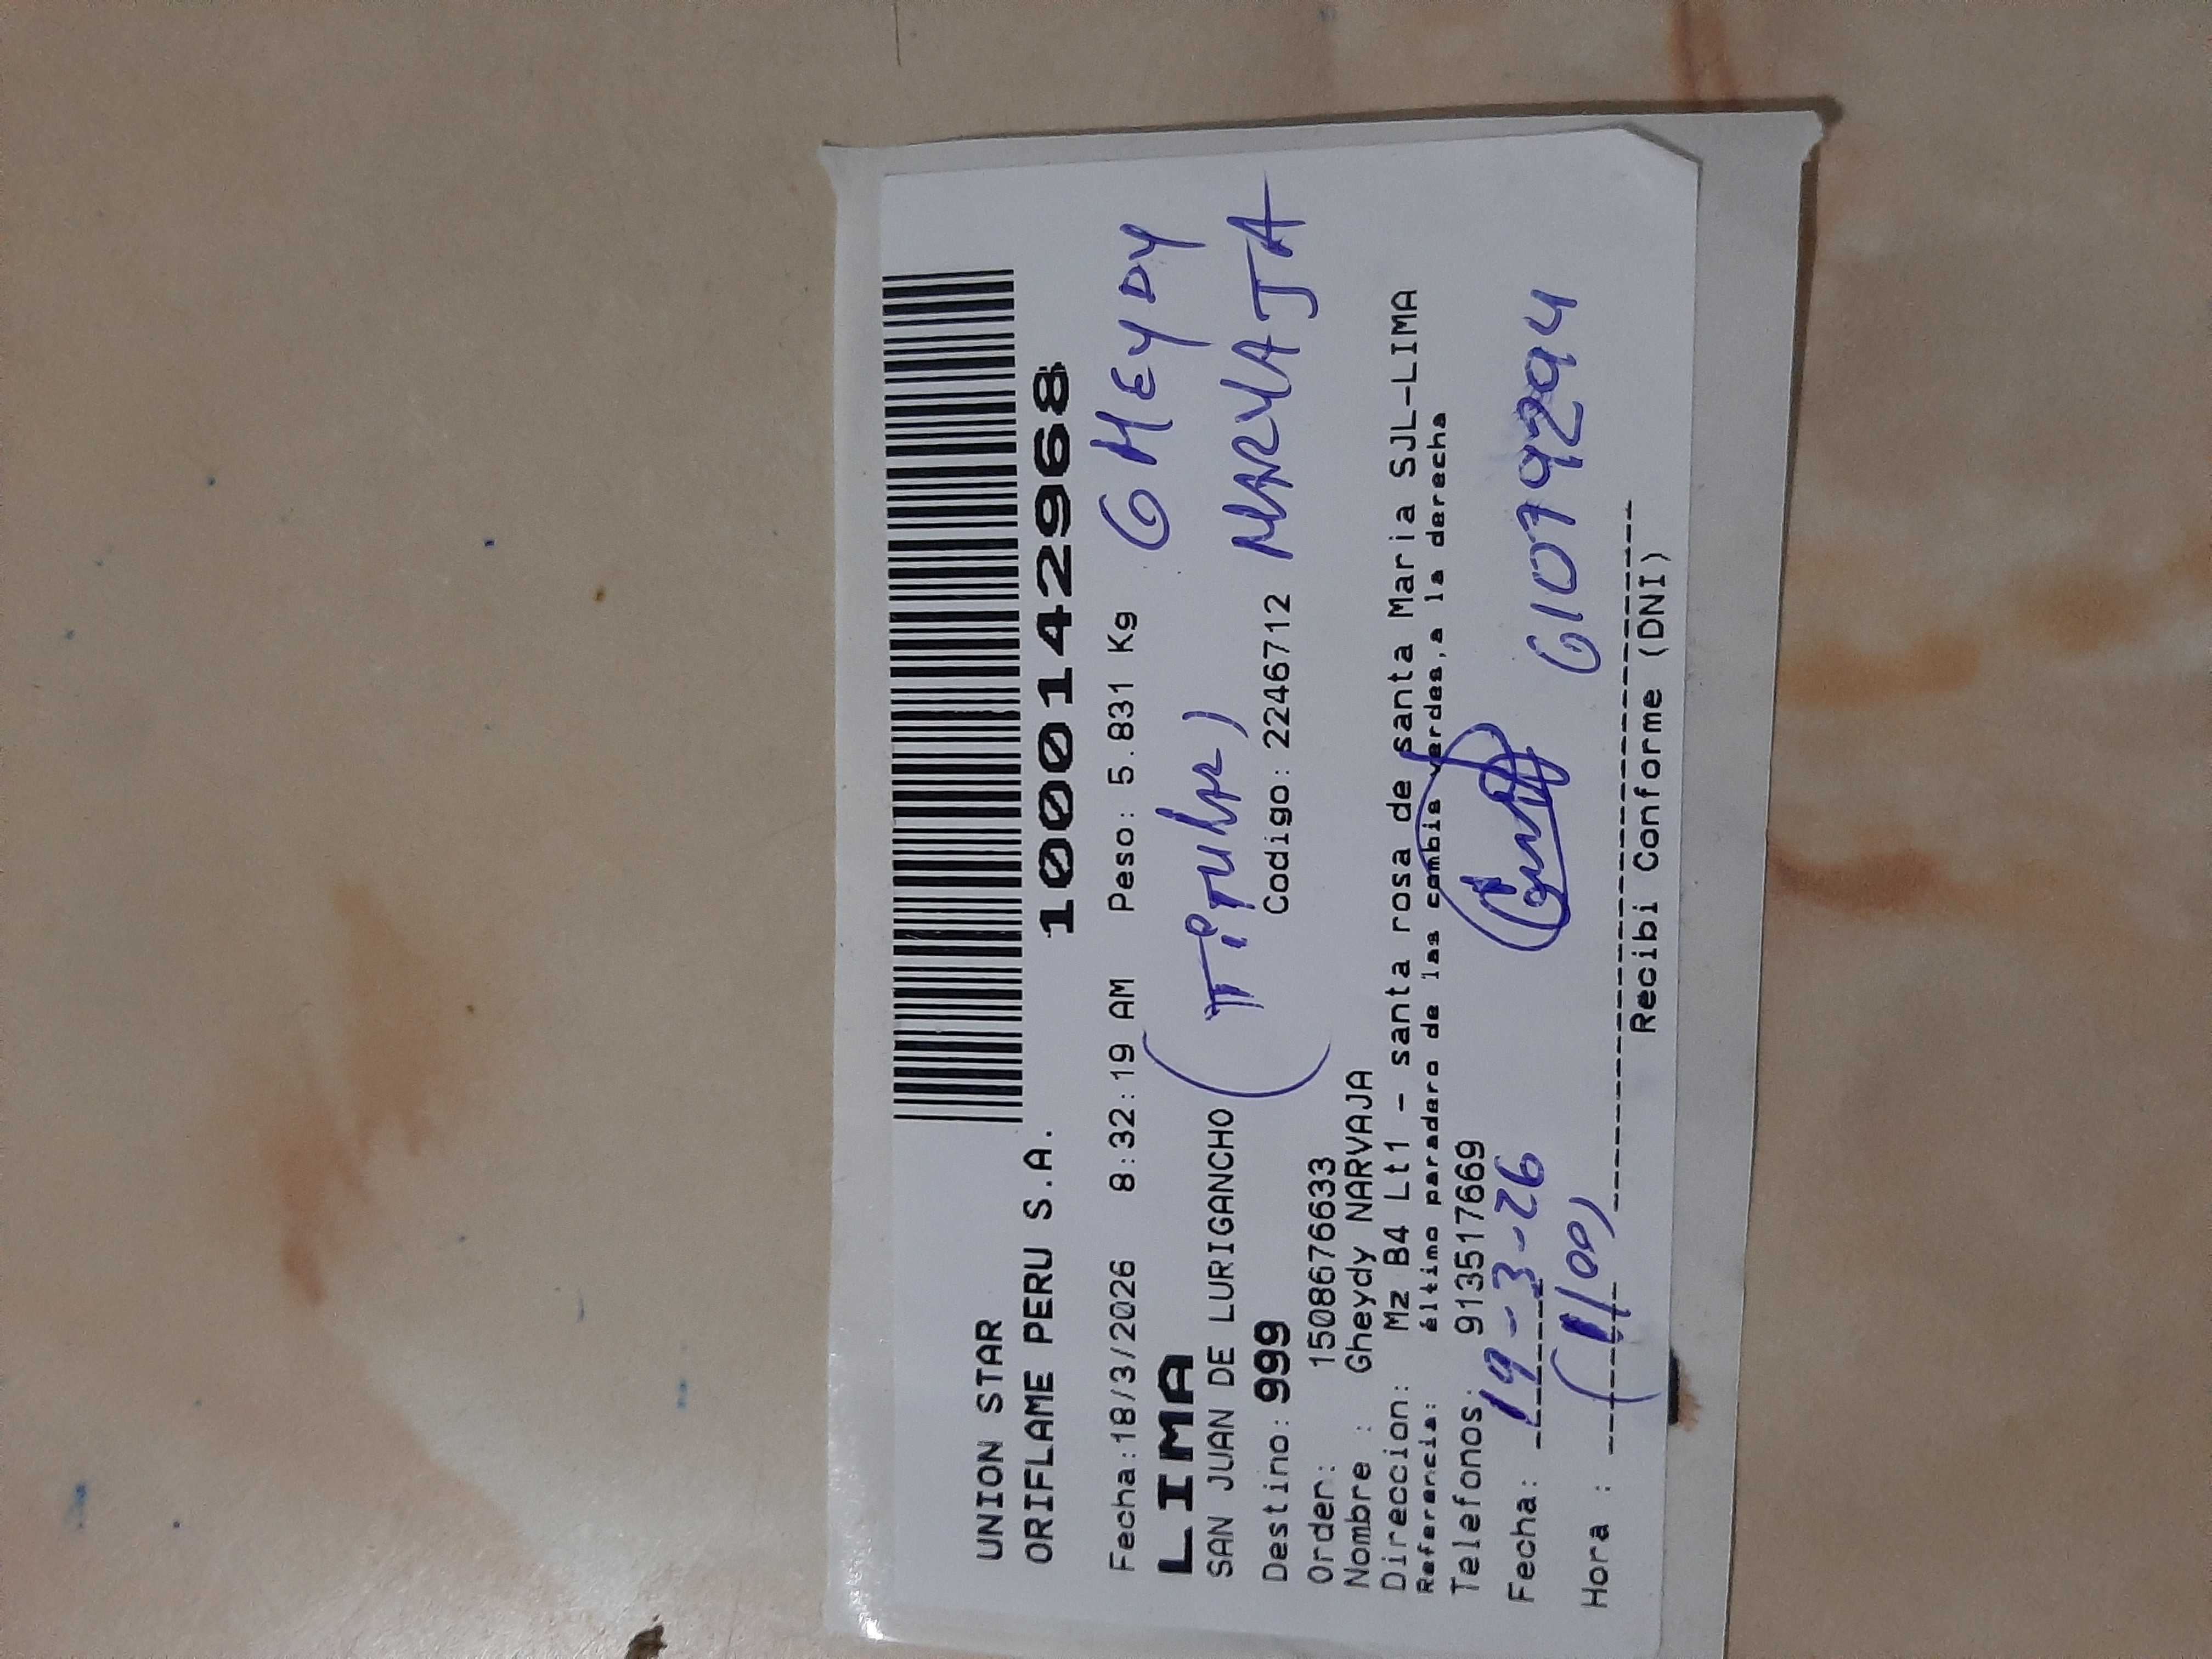 UNION STAR
ORIFLAME PERU S.A.
1000142968
Fecha:18/3/2026 8:32:19 AM Peso: 5.831 Kg
GHEYDY
LIMA
SAN JUAN DE LURIGANCHO
(TiTulAR)
NARVAJA
Destino: 999 Codigo: 2246712
Order: 1508676633
Nombre : Gheydy NARVAJA
Direccion: Mz B4 Lt1 - santa rosa de santa Maria SJL-LIMA
Referencia: éltimo paradero de las combis verdes,a la derecha
Telefonos: 913517669
Fecha: 19-3-26
61079294
Hora : (11/00)
Recibi Conforme (DNI)